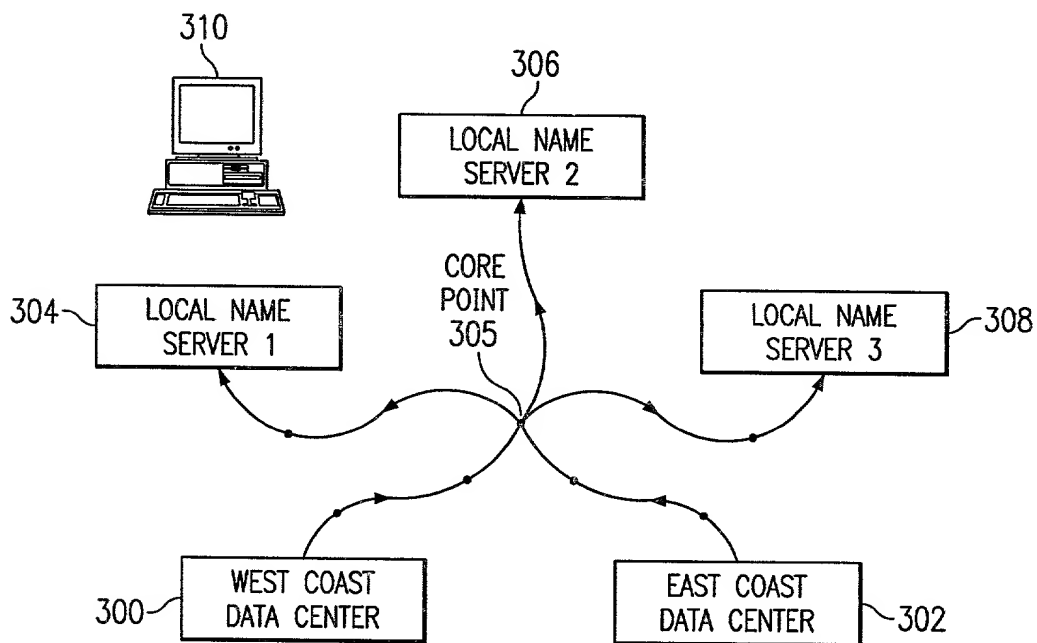 310
306
LOCAL NAME
SERVER 2
CORE
POINT
305
304
LOCAL NAME
SERVER 1
LOCAL NAME
SERVER 3
308
300
WEST COAST
DATA CENTER
EAST COAST
DATA CENTER
302